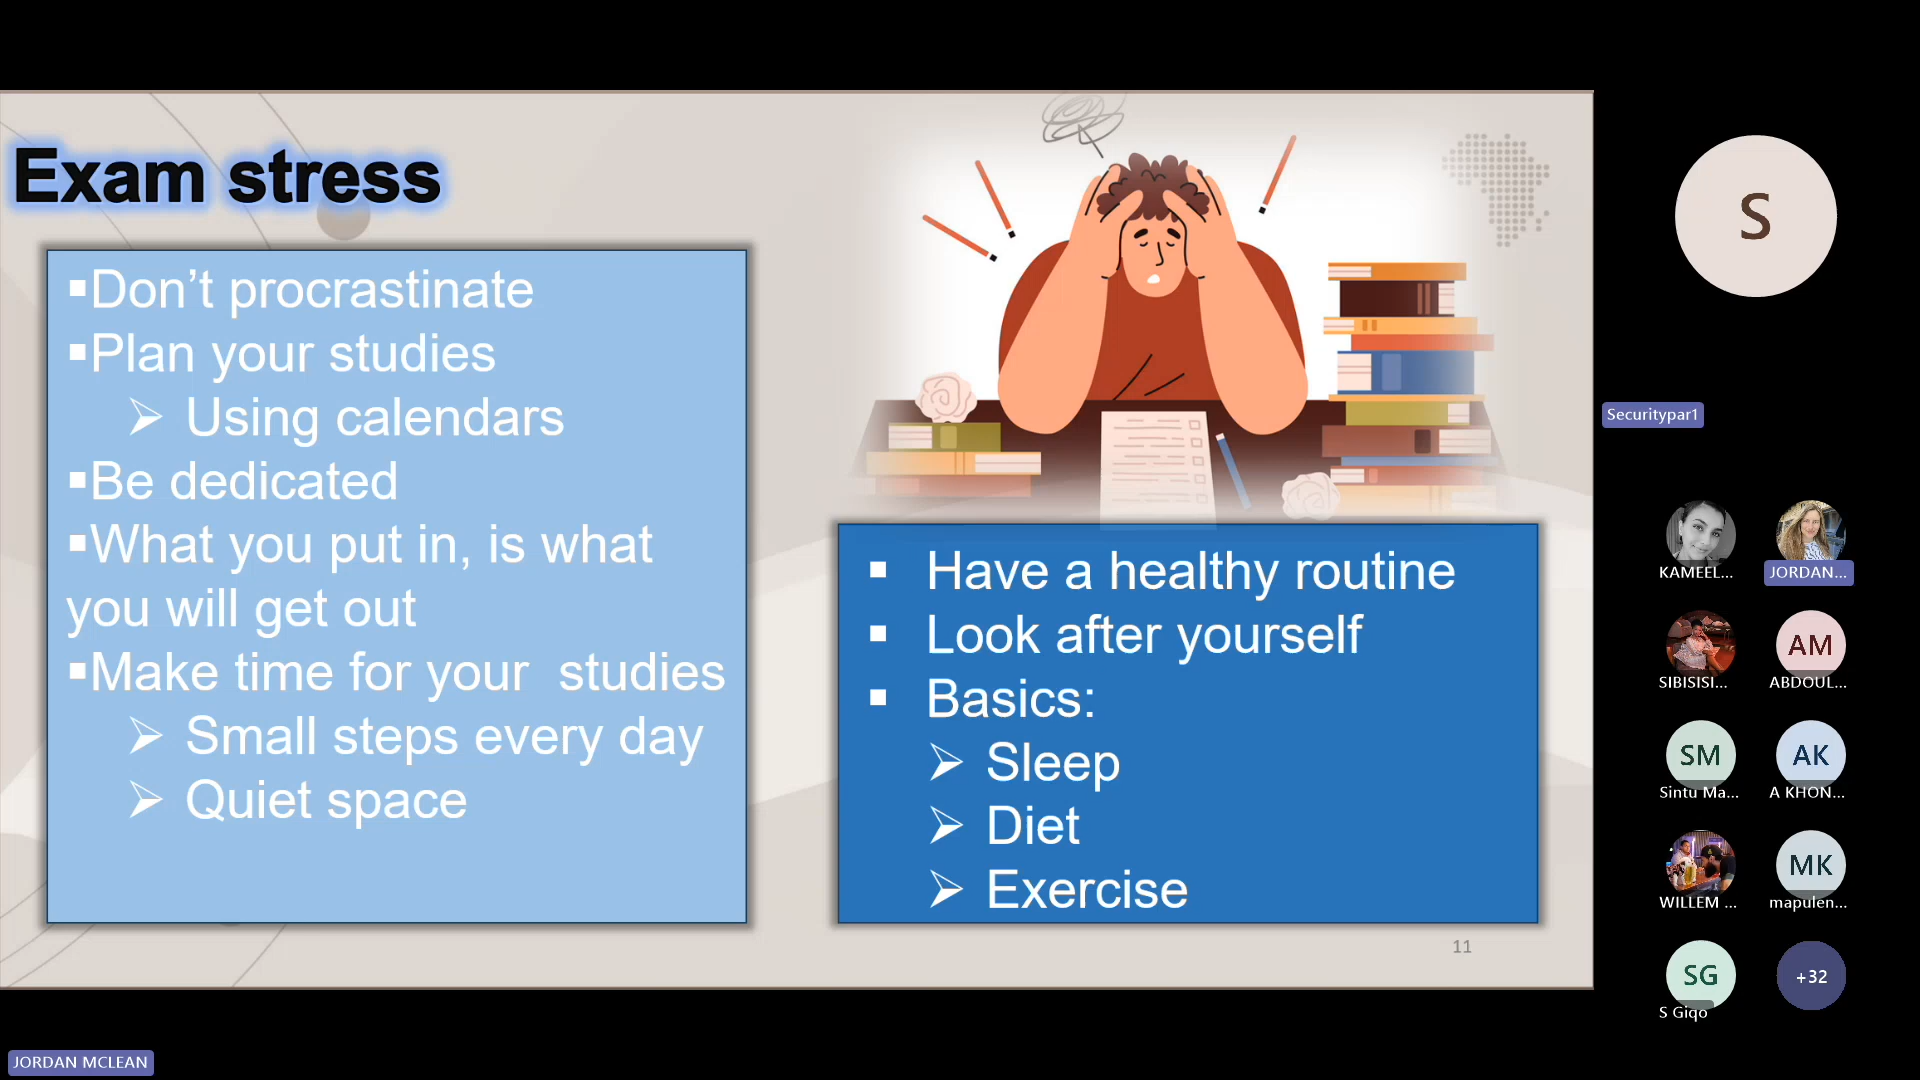 Exam stress
▪Don’t procrastinate
▪Plan your studies
➢ Using calendars
▪Be dedicated
▪What you put in, is what
you will get out
▪Make time for your studies
➢ Small steps every day
➢ Quiet space
▪ Have a healthy routine
▪ Look after yourself
▪ Basics:
➢ Sleep
➢ Diet
➢ Exercise
11
S
Securitypar1
KAMEEL...
JORDAN...
SIBISISI...
AM
ABDOUL...
SM
Sintu Ma...
AK
A KHON...
WILLEM ...
MK
mapulen...
SG
S Giqo
+32
JORDAN MCLEAN